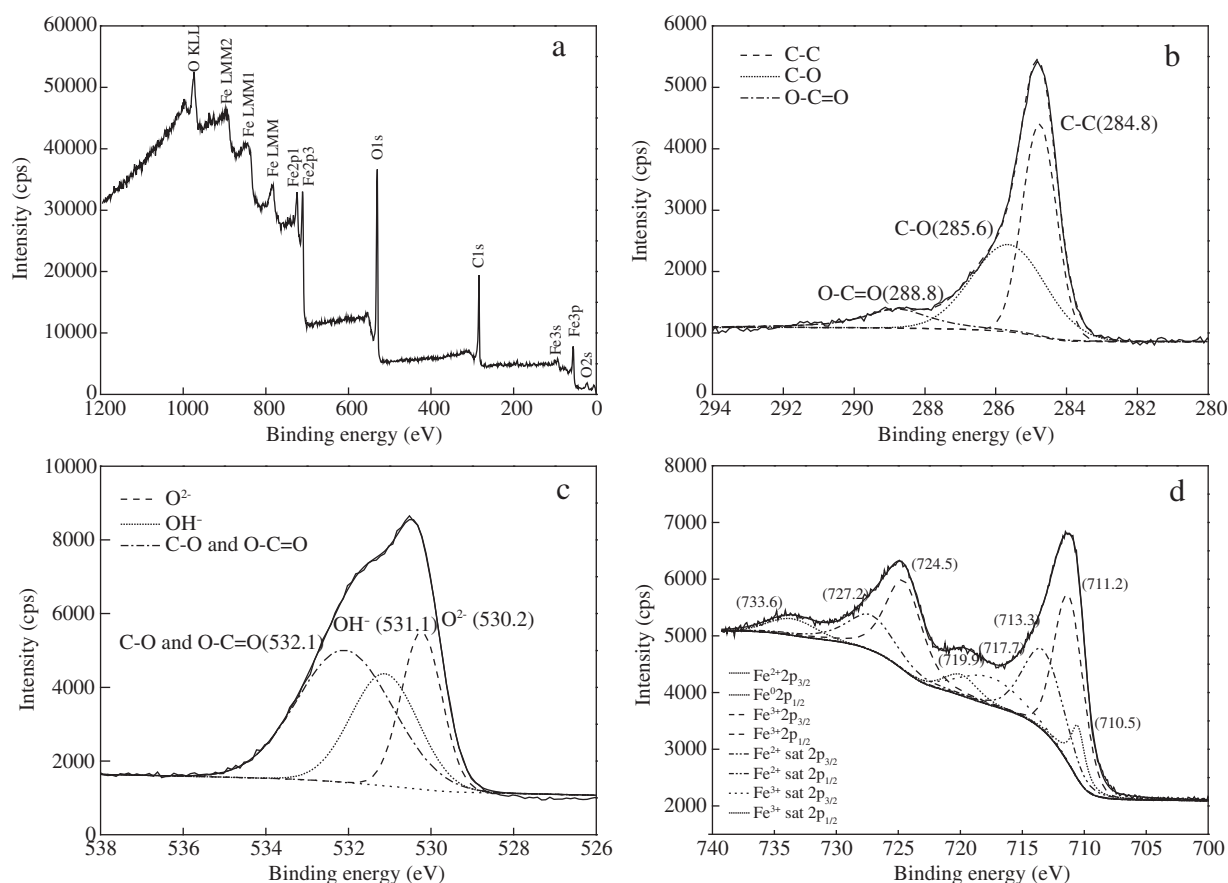 a
60000
50000
40000
30000
20000
10000
0
Intensity (cps)
O KLL
Fe LMM2
Fe LMM1
Fe LMM
Fe2p1
Fe2p3
O1s
C1s
Fe3s
Fe3p
O2s
1200 1000 800 600 400 200 0
Binding energy (eV)
b
6000
5000
4000
3000
2000
1000
0
Intensity (cps)
C-C
C-O
O-C=O
C-C(284.8)
C-O(285.6)
O-C=O(288.8)
294 292 290 288 286 284 282 280
Binding energy (eV)
c
10000
8000
6000
4000
2000
0
Intensity (cps)
O²⁻
OH⁻
C-O and O-C=O
C-O and O-C=O(532.1)
OH⁻ (531.1)
O²⁻ (530.2)
538 536 534 532 530 528 526
Binding energy (eV)
d
8000
7000
6000
5000
4000
3000
2000
Intensity (cps)
(733.6)
(727.2)
(724.5)
(719.9)
(717.7)
(713.3)
(711.2)
(710.5)
Fe²⁺2p₃/₂
Fe⁰2p₁/₂
Fe³⁺2p₃/₂
Fe³⁺2p₁/₂
Fe²⁺ sat 2p₃/₂
Fe²⁺ sat 2p₁/₂
Fe³⁺ sat 2p₃/₂
Fe³⁺ sat 2p₁/₂
740 735 730 725 720 715 710 705 700
Binding energy (eV)